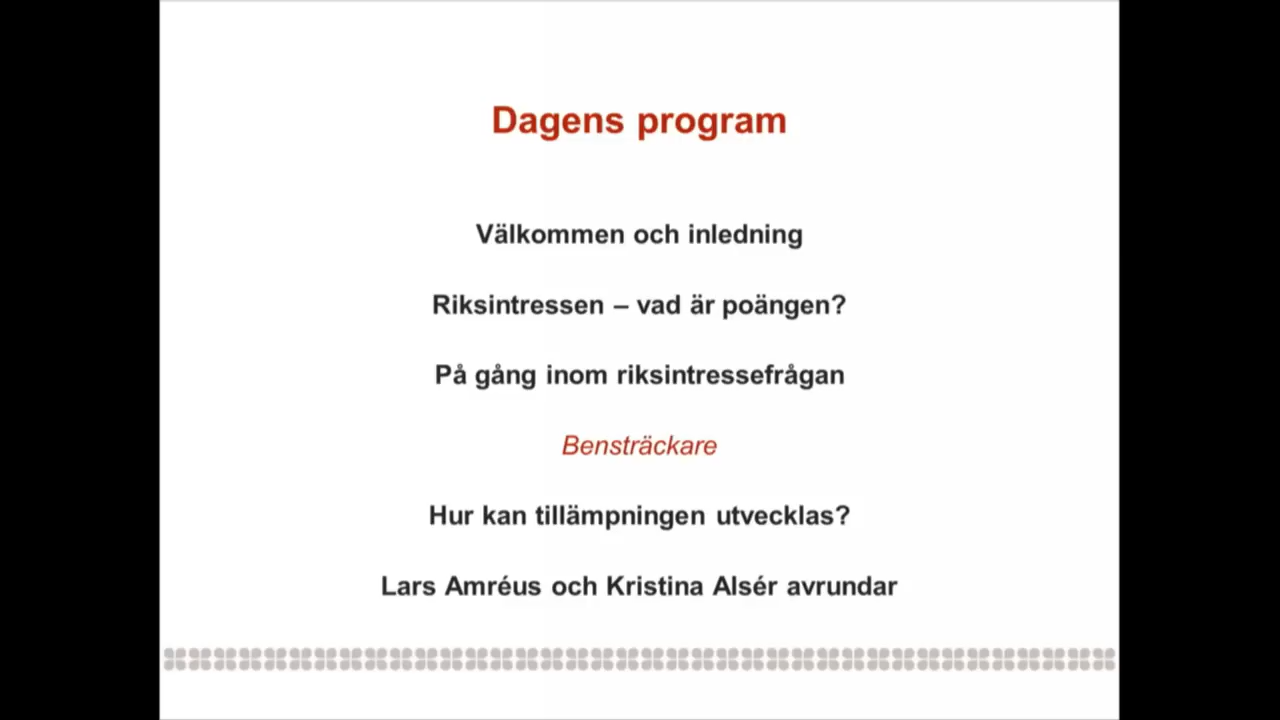 Dagens program
Välkommen och inledning
Riksintressen – vad är poängen?
På gång inom riksintressefrågan
Bensträckare
Hur kan tillämpningen utvecklas?
Lars Amréus och Kristina Alsér avrundar